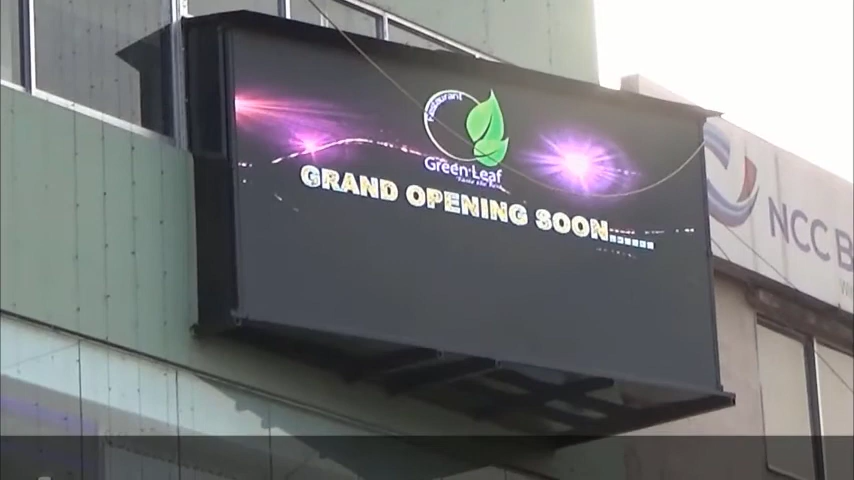 Restaurant
Green Leaf
GRAND OPENING SOON.......
NCC B